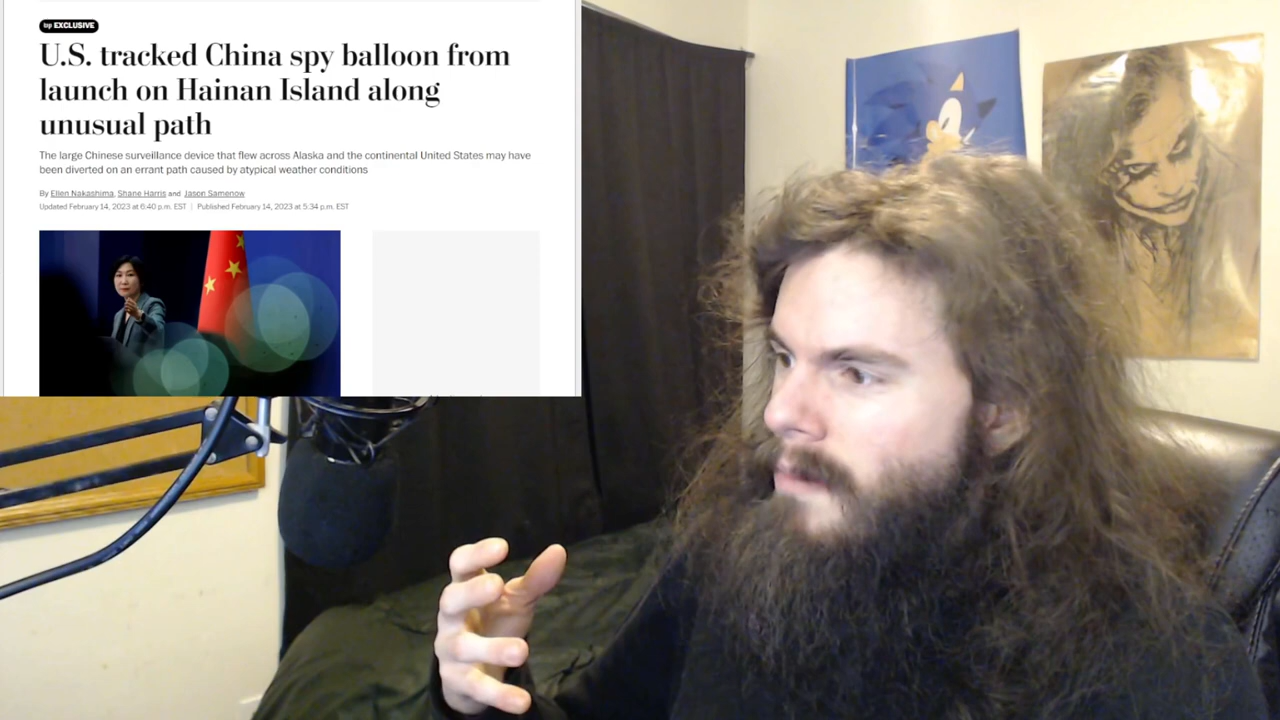 wp EXCLUSIVE
U.S. tracked China spy balloon from
launch on Hainan Island along
unusual path
The large Chinese surveillance device that flew across Alaska and the continental United States may have
been diverted on an errant path caused by atypical weather conditions
By Ellen Nakashima, Shane Harris and Jason Samenow
Updated February 14, 2023 at 6:40 p.m. EST | Published February 14, 2023 at 5:34 p.m. EST